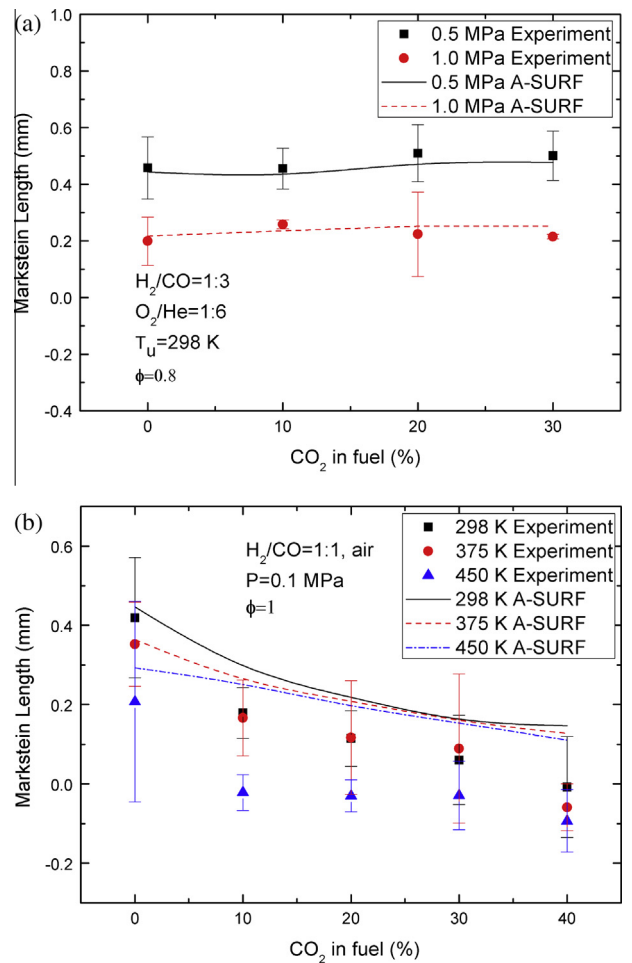 (a)
1.0
0.8
0.6
0.4
0.2
0.0
-0.2
-0.4
Markstein Length (mm)
0.5 MPa Experiment
1.0 MPa Experiment
0.5 MPa A-SURF
1.0 MPa A-SURF
H₂/CO=1:3
O₂/He=1:6
Tᵤ=298 K
ϕ=0.8
0 10 20 30
CO₂ in fuel (%)
(b)
0.6
0.4
0.2
0.0
-0.2
Markstein Length (mm)
H₂/CO=1:1, air
P=0.1 MPa
ϕ=1
298 K Experiment
375 K Experiment
450 K Experiment
298 K A-SURF
375 K A-SURF
450 K A-SURF
0 10 20 30 40
CO₂ in fuel (%)